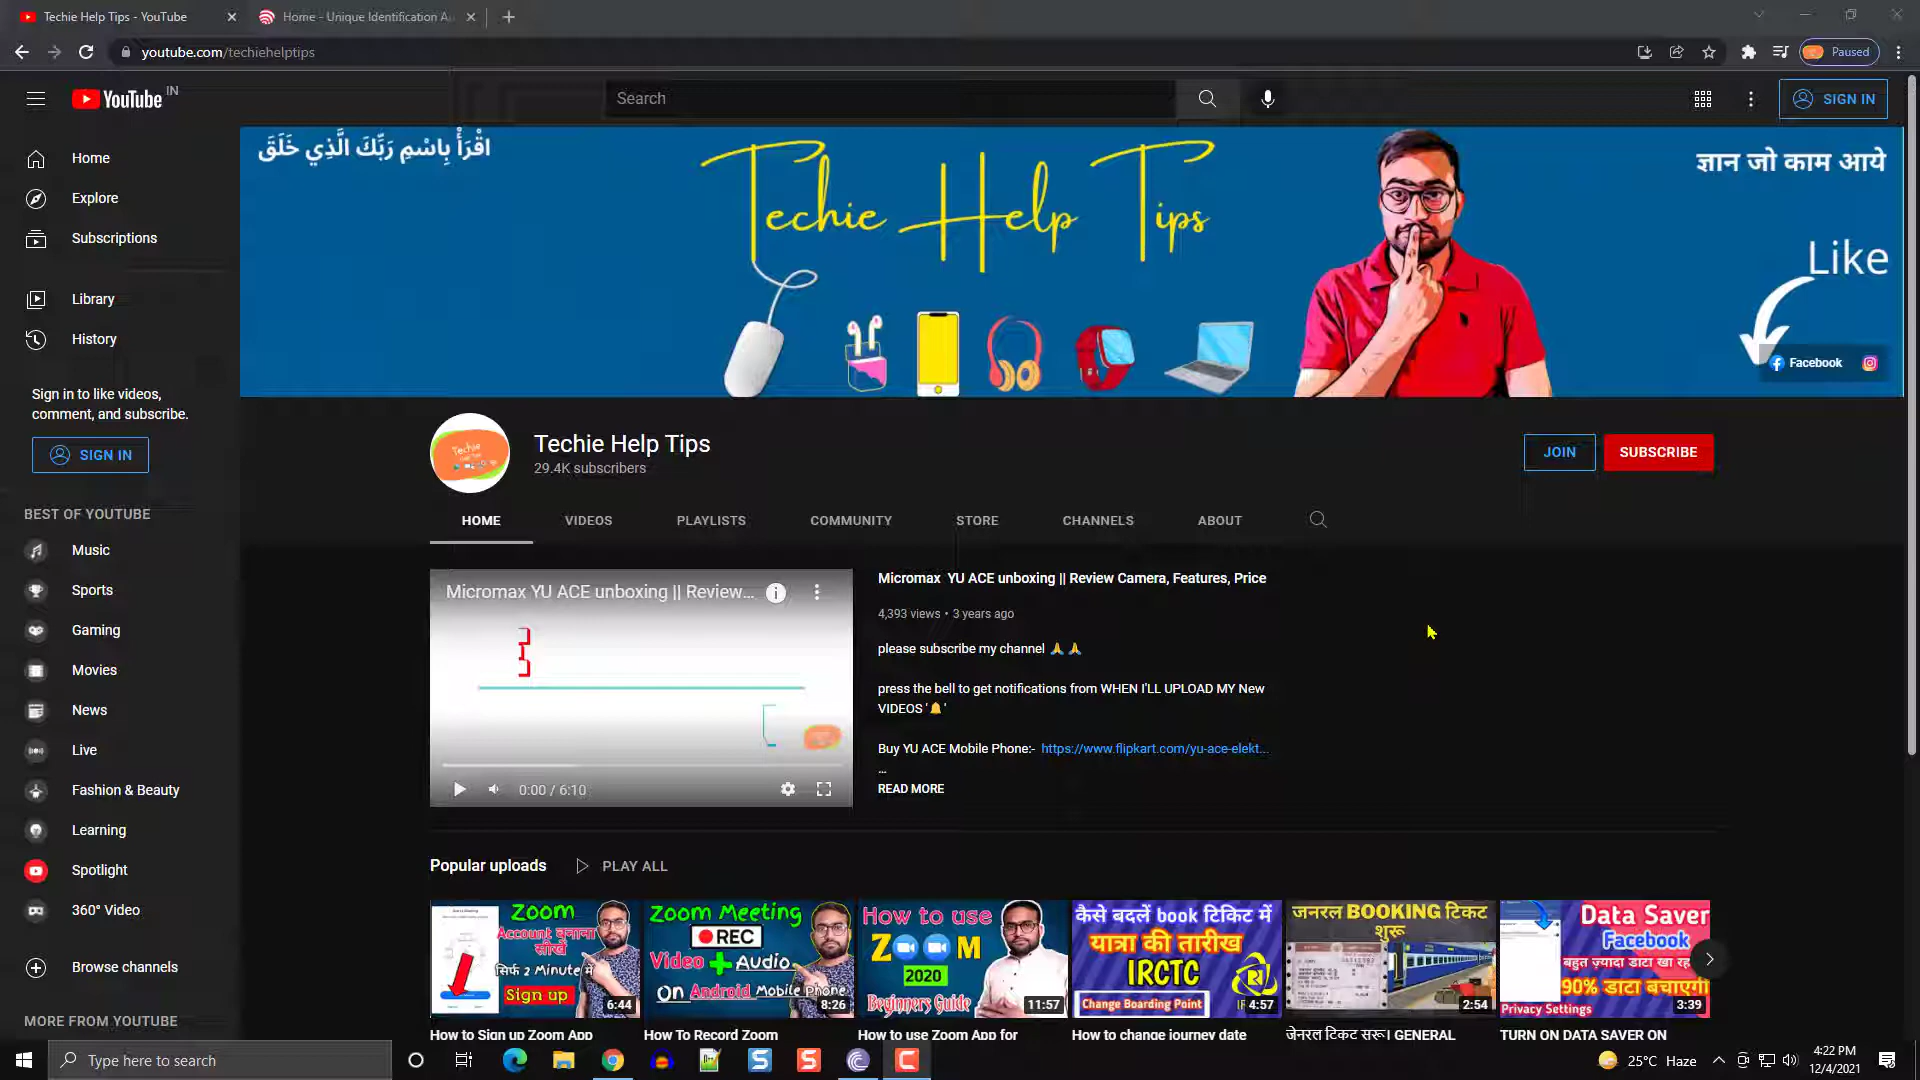 Techie Help Tips - YouTube
Home - Unique Identification A
youtube.com/techiehelptips
Paused
YouTube IN
Search
SIGN IN
Home
Explore
Subscriptions
Library
History
Sign in to like videos,
comment, and subscribe.
SIGN IN
BEST OF YOUTUBE
Music
Sports
Gaming
Movies
News
Live
Fashion & Beauty
Learning
Spotlight
360° Video
Browse channels
MORE FROM YOUTUBE
اقْرَأْ بِاسْمِ رَبِّكَ الَّذِي خَلَقَ
Techie Help Tips
ज्ञान जो काम आये
Like
Facebook
Techie
Techie Help Tips
29.4K subscribers
JOIN
SUBSCRIBE
HOME
VIDEOS
PLAYLISTS
COMMUNITY
STORE
CHANNELS
ABOUT
Micromax YU ACE unboxing || Review...
0:00 / 6:10
Micromax YU ACE unboxing || Review Camera, Features, Price
4,393 views • 3 years ago
please subscribe my channel 🙏 🙏
press the bell to get notifications from WHEN I'LL UPLOAD MY New
VIDEOS '🔔'
Buy YU ACE Mobile Phone:- https://www.flipkart.com/yu-ace-elekt...
...
READ MORE
Popular uploads
PLAY ALL
Zoom
Account बनाना
सीखें
सिर्फ 2 Minute में
Sign up
6:44
How to Sign up Zoom App
Zoom Meeting
REC
Video + Audio
On Android Mobile Phone
8:26
How To Record Zoom
How to use
ZOOM
2020
Beginners Guide
11:57
How to use Zoom App for
कैसे बदलें book टिकिट में
यात्रा की तारीख
IRCTC
Change Boarding Point
4:57
How to change journey date
जनरल BOOKING टिकट
शुरू
2:54
जेनरल टिकट सरू। GENERAL
Data Saver
Facebook
बहुत ज़्यादा डाटा खा रह
90% डाटा बचाएगी
Privacy Settings
3:39
TURN ON DATA SAVER ON
Type here to search
25°C Haze
4:22 PM
12/4/2021